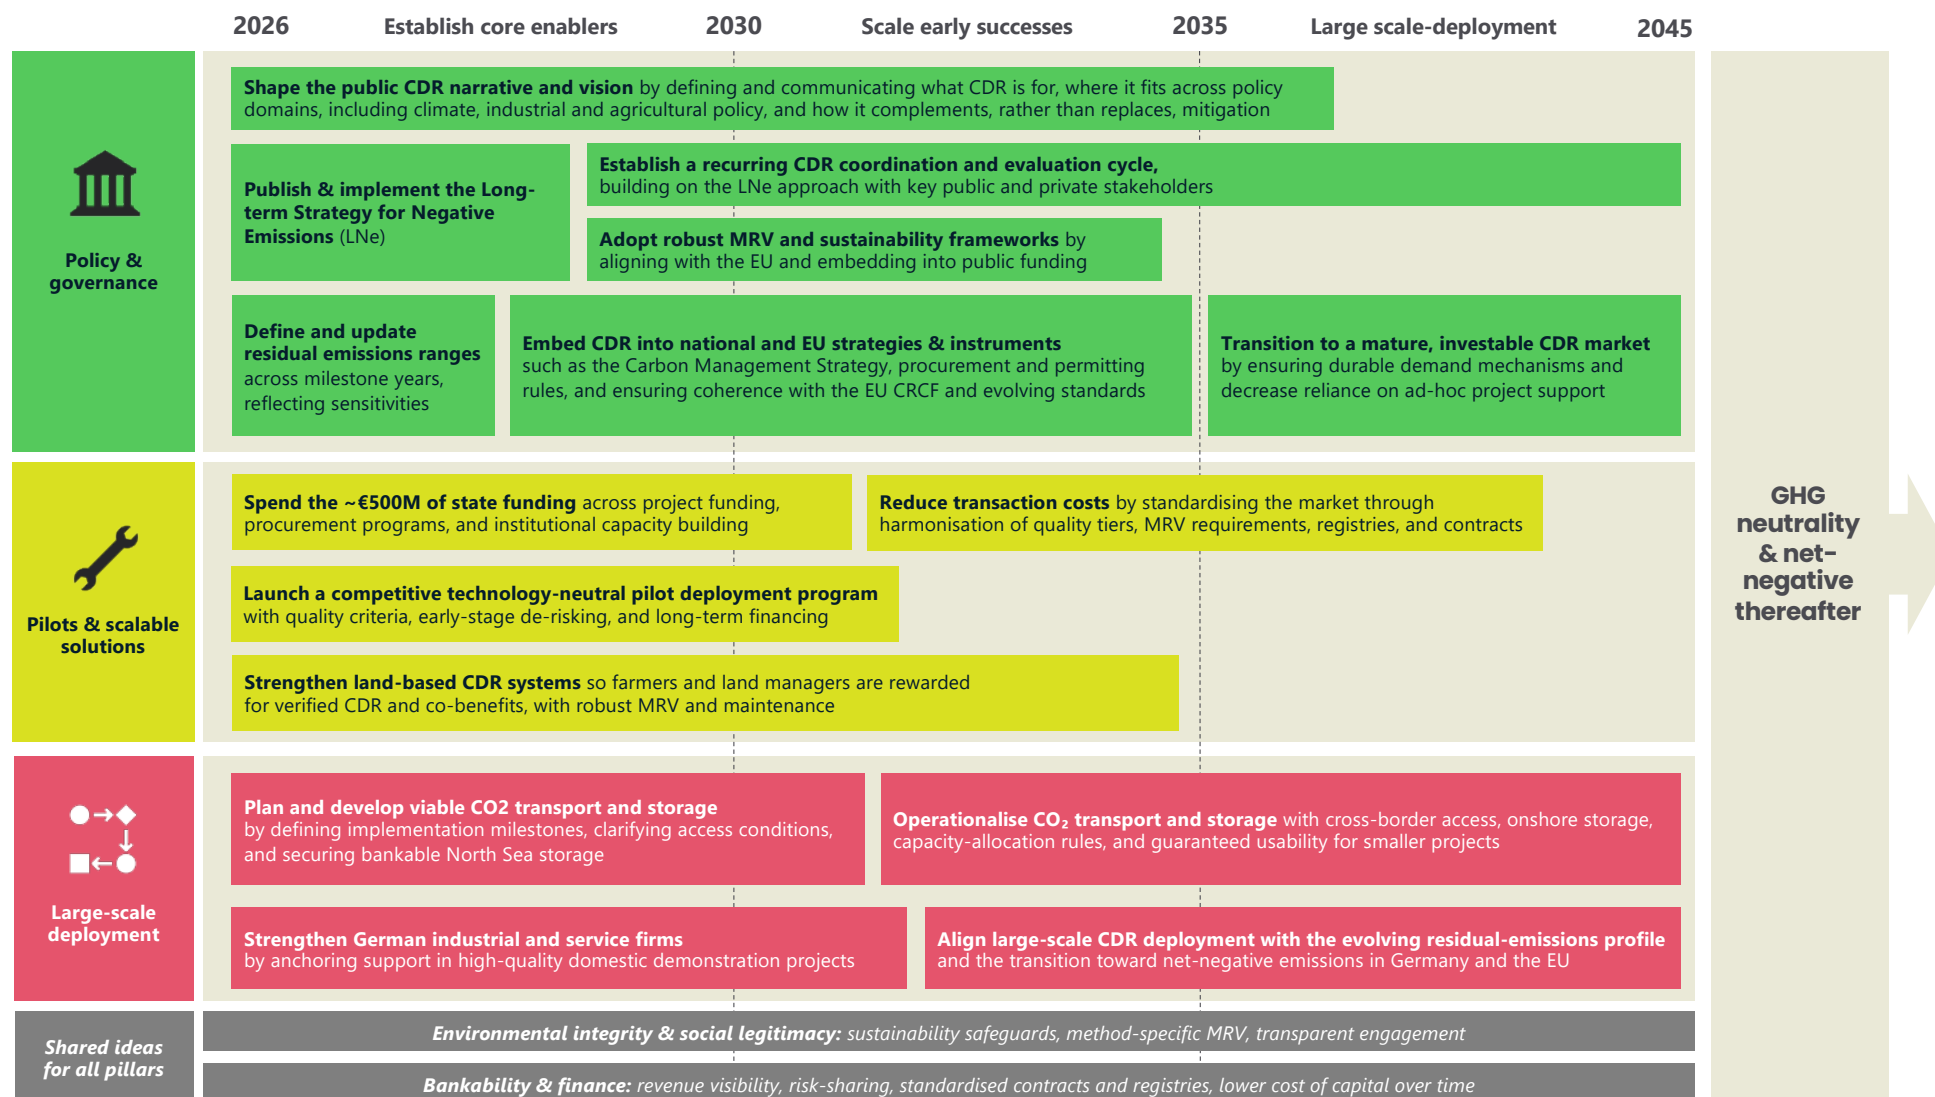 2026 Establish core enablers 2030 Scale early successes 2035 Large scale-deployment 2045
Policy &
governance
Shape the public CDR narrative and vision by defining and communicating what CDR is for, where it fits across policy
domains, including climate, industrial and agricultural policy, and how it complements, rather than replaces, mitigation
Publish & implement the Long-
term Strategy for Negative
Emissions (LNe)
Establish a recurring CDR coordination and evaluation cycle,
building on the LNe approach with key public and private stakeholders
Adopt robust MRV and sustainability frameworks by
aligning with the EU and embedding into public funding
Define and update
residual emissions ranges
across milestone years,
reflecting sensitivities
Embed CDR into national and EU strategies & instruments
such as the Carbon Management Strategy, procurement and permitting
rules, and ensuring coherence with the EU CRCF and evolving standards
Transition to a mature, investable CDR market
by ensuring durable demand mechanisms and
decrease reliance on ad-hoc project support
Pilots & scalable
solutions
Spend the ~€500M of state funding across project funding,
procurement programs, and institutional capacity building
Reduce transaction costs by standardising the market through
harmonisation of quality tiers, MRV requirements, registries, and contracts
Launch a competitive technology-neutral pilot deployment program
with quality criteria, early-stage de-risking, and long-term financing
Strengthen land-based CDR systems so farmers and land managers are rewarded
for verified CDR and co-benefits, with robust MRV and maintenance
Large-scale
deployment
Plan and develop viable CO2 transport and storage
by defining implementation milestones, clarifying access conditions,
and securing bankable North Sea storage
Operationalise CO₂ transport and storage with cross-border access, onshore storage,
capacity-allocation rules, and guaranteed usability for smaller projects
Strengthen German industrial and service firms
by anchoring support in high-quality domestic demonstration projects
Align large-scale CDR deployment with the evolving residual-emissions profile
and the transition toward net-negative emissions in Germany and the EU
Shared ideas
for all pillars
Environmental integrity & social legitimacy: sustainability safeguards, method-specific MRV, transparent engagement
Bankability & finance: revenue visibility, risk-sharing, standardised contracts and registries, lower cost of capital over time
GHG
neutrality
& net-
negative
thereafter